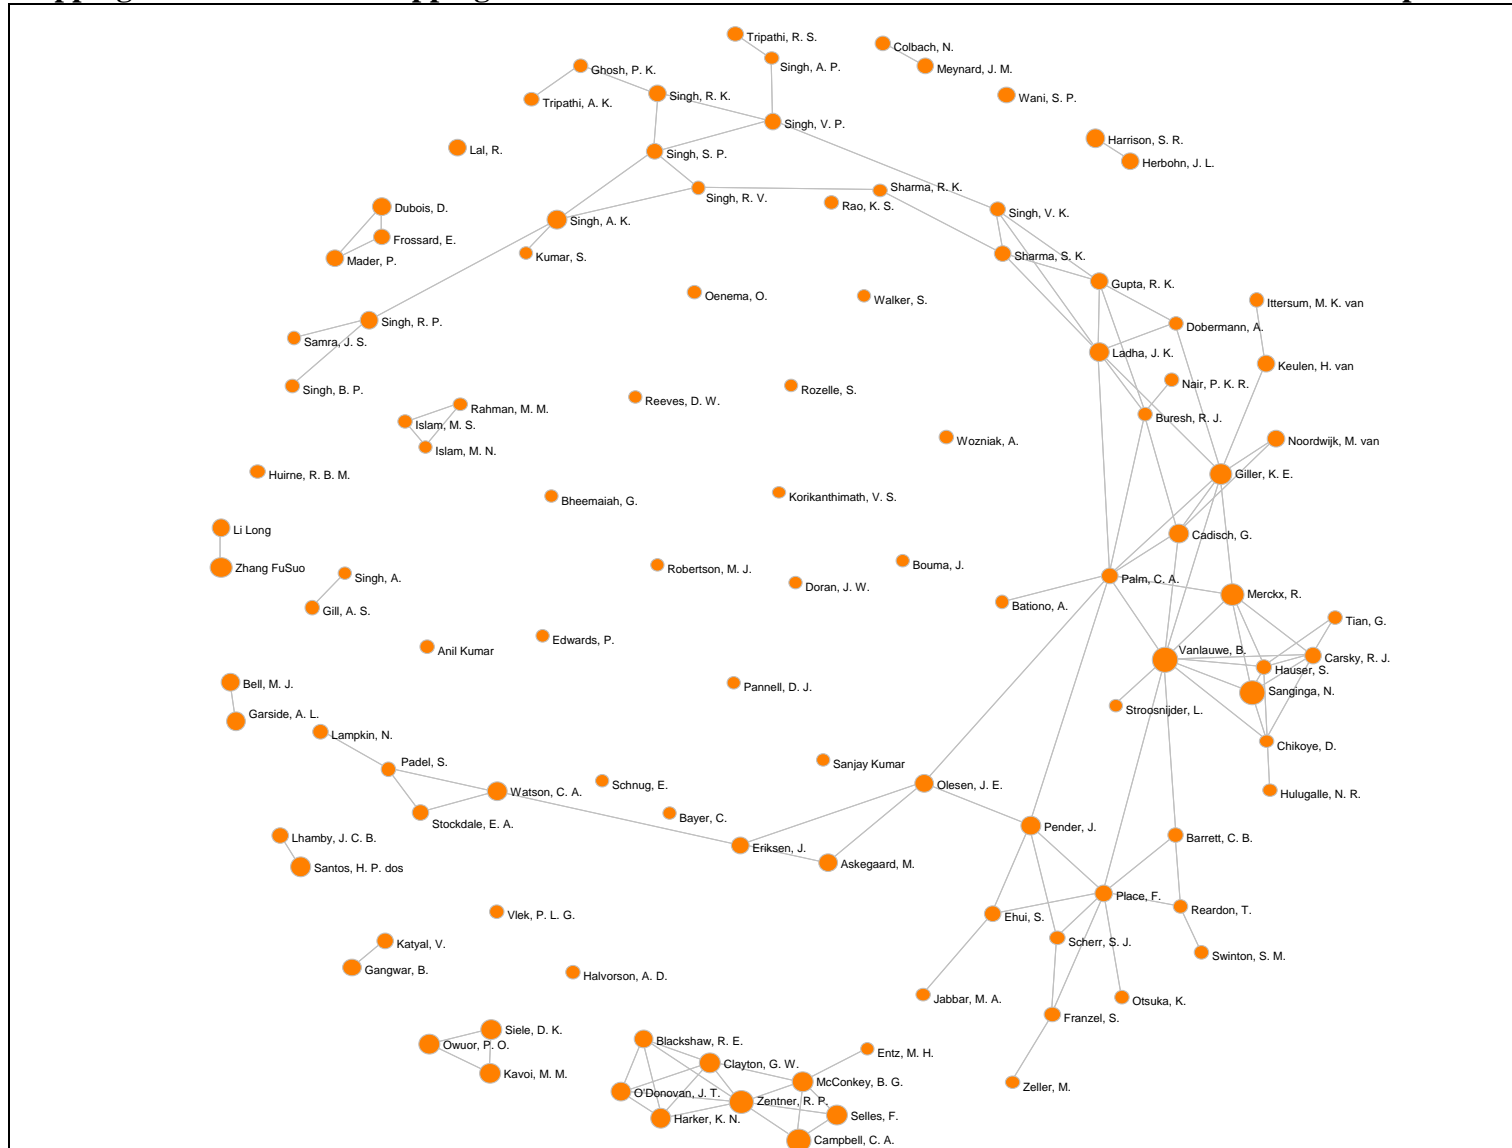 Tripathi, R. S.
Colbach, N.
Singh, A. P.
Meynard, J. M.
Ghosh, P. K.
Singh, R. K.
Wani, S. P.
Tripathi, A. K.
Singh, V. P.
Harrison, S. R.
Lal, R.
Singh, S. P.
Herbohn, J. L.
Sharma, R. K.
Singh, R. V.
Rao, K. S.
Dubois, D.
Singh, V. K.
Singh, A. K.
Frossard, E.
Kumar, S.
Sharma, S. K.
Mader, P.
Gupta, R. K.
Oenema, O.
Walker, S.
Ittersum, M. K. van
Singh, R. P.
Dobermann, A.
Samra, J. S.
Ladha, J. K.
Keulen, H. van
Nair, P. K. R.
Singh, B. P.
Rozelle, S.
Reeves, D. W.
Rahman, M. M.
Buresh, R. J.
Islam, M. S.
Wozniak, A.
Noordwijk, M. van
Islam, M. N.
Huirne, R. B. M.
Giller, K. E.
Bheemaiah, G.
Korikanthimath, V. S.
Li Long
Cadisch, G.
Zhang FuSuo
Robertson, M. J.
Bouma, J.
Singh, A.
Doran, J. W.
Palm, C. A.
Merckx, R.
Gill, A. S.
Bationo, A.
Tian, G.
Edwards, P.
Anil Kumar
Vanlauwe, B.
Carsky, R. J.
Hauser, S.
Bell, M. J.
Pannell, D. J.
Sanginga, N.
Garside, A. L.
Stroosnijder, L.
Lampkin, N.
Chikoye, D.
Padel, S.
Sanjay Kumar
Schnug, E.
Olesen, J. E.
Watson, C. A.
Hulugalle, N. R.
Bayer, C.
Stockdale, E. A.
Pender, J.
Lhamby, J. C. B.
Barrett, C. B.
Eriksen, J.
Askegaard, M.
Santos, H. P. dos
Place, F.
Vlek, P. L. G.
Ehui, S.
Reardon, T.
Katyal, V.
Scherr, S. J.
Swinton, S. M.
Gangwar, B.
Halvorson, A. D.
Jabbar, M. A.
Otsuka, K.
Franzel, S.
Siele, D. K.
Owuor, P. O.
Blackshaw, R. E.
Entz, M. H.
Clayton, G. W.
Kavoi, M. M.
McConkey, B. G.
Zeller, M.
O'Donovan, J. T.
Zentner, R. P.
Harker, K. N.
Selles, F.
Campbell, C. A.